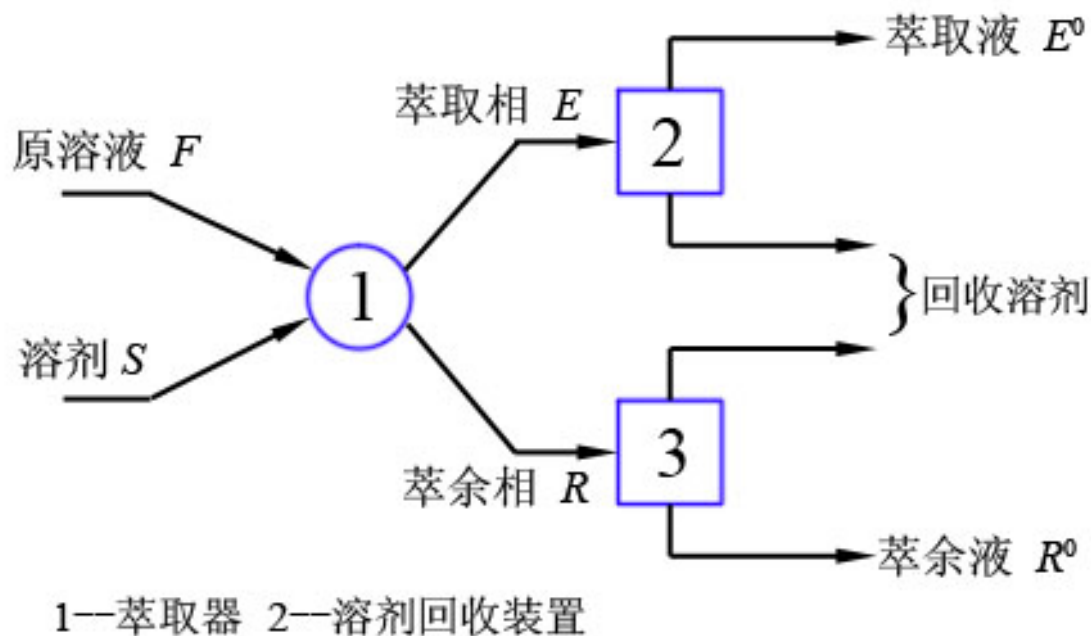 萃取液 E⁰
萃取相 E
2
原溶液 F
1
}回收溶剂
溶剂 S
3
萃余相 R
萃余液 R⁰
1--萃取器 2--溶剂回收装置